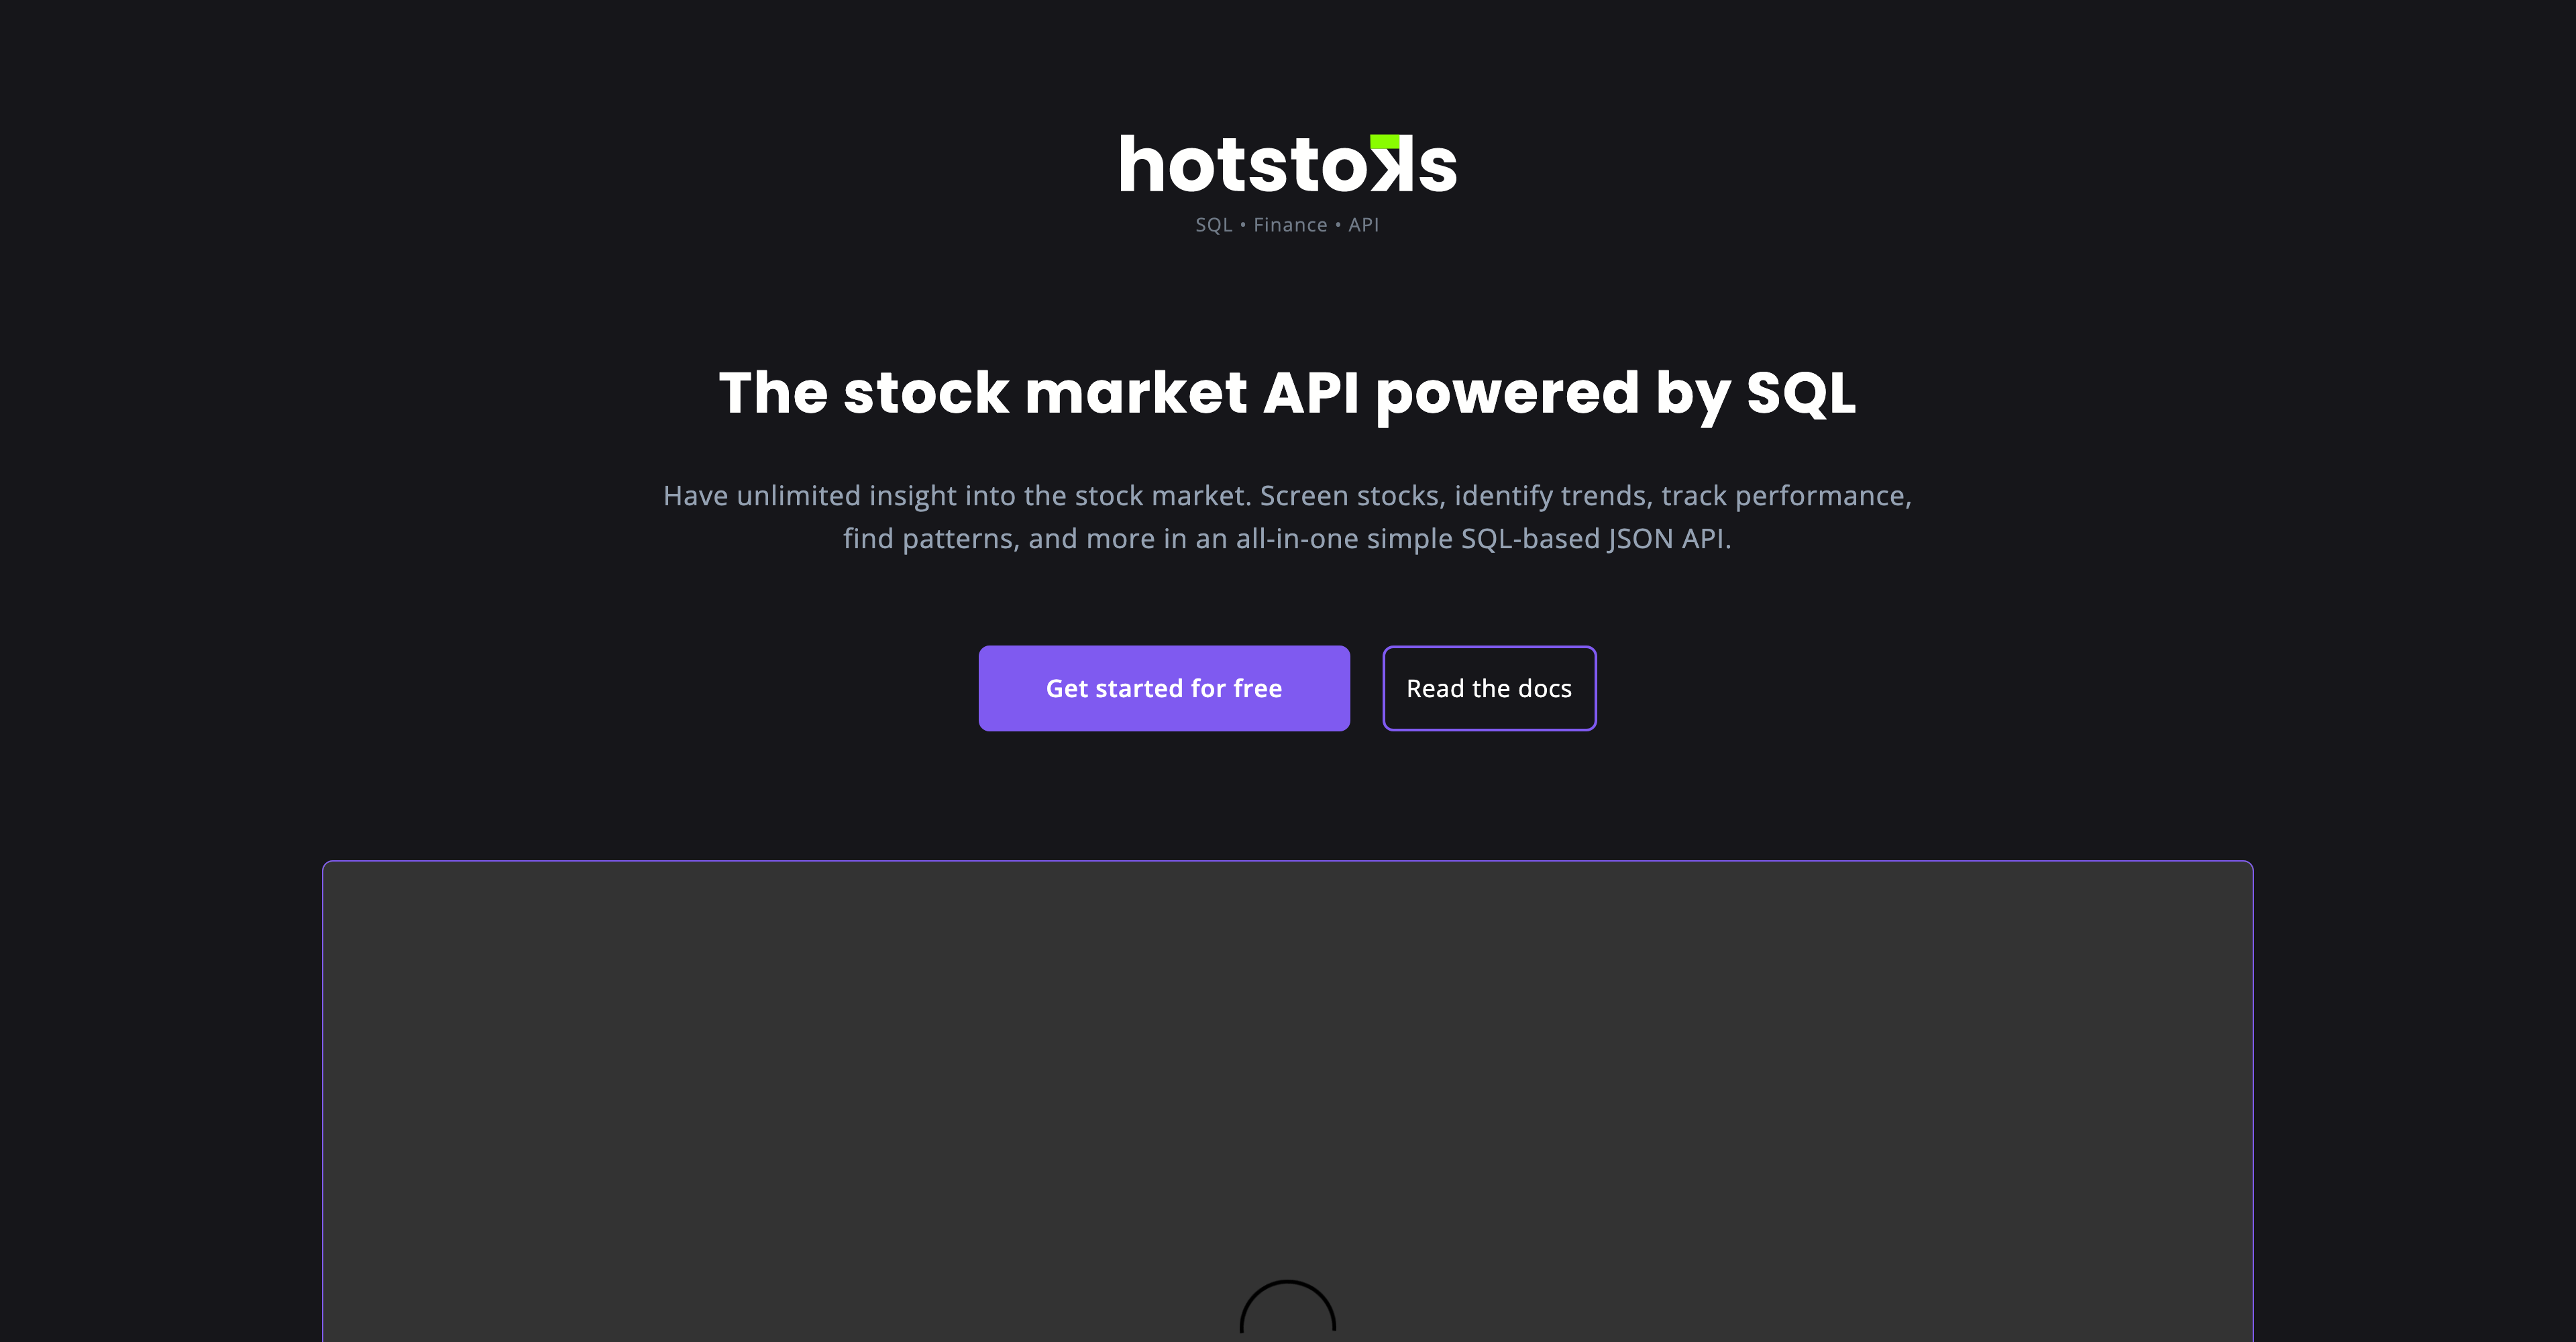 hotstoks
SQL • Finance • API
The stock market API powered by SQL
Have unlimited insight into the stock market. Screen stocks, identify trends, track performance,
find patterns, and more in an all-in-one simple SQL-based JSON API.
Get started for free
Read the docs